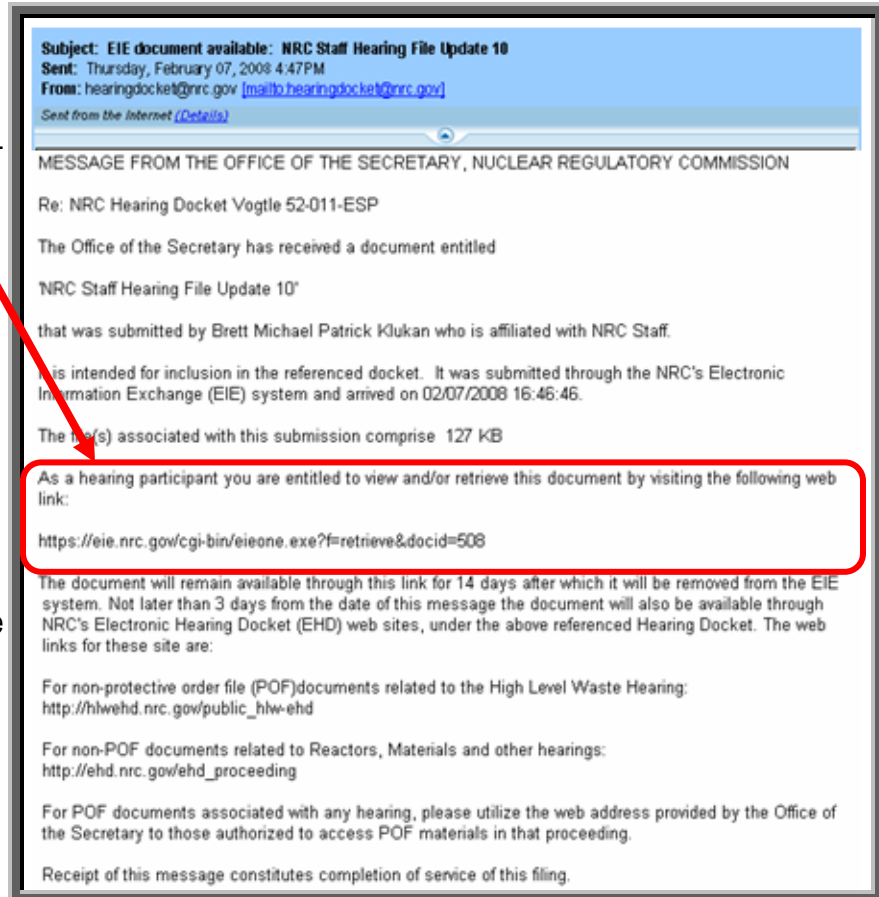 Subject: EIE document available: NRC Staff Hearing File Update 10
Sent: Thursday, February 07, 2008 4:47PM
From: hearingdocket@nrc.gov [mailto:hearingdocket@nrc.gov]
Sent from the Internet (Details)
MESSAGE FROM THE OFFICE OF THE SECRETARY, NUCLEAR REGULATORY COMMISSION
Re: NRC Hearing Docket Vogtle 52-011-ESP
The Office of the Secretary has received a document entitled
'NRC Staff Hearing File Update 10'
that was submitted by Brett Michael Patrick Klukan who is affiliated with NRC Staff.
is intended for inclusion in the referenced docket. It was submitted through the NRC's Electronic
Information Exchange (EIE) system and arrived on 02/07/2008 16:46:46.
The file(s) associated with this submission comprise 127 KB
As a hearing participant you are entitled to view and/or retrieve this document by visiting the following web
link:
https://eie.nrc.gov/cgi-bin/eieone.exe?f=retrieve&docid=508
The document will remain available through this link for 14 days after which it will be removed from the EIE
system. Not later than 3 days from the date of this message the document will also be available through
NRC's Electronic Hearing Docket (EHD) web sites, under the above referenced Hearing Docket. The web
links for these site are:
For non-protective order file (POF)documents related to the High Level Waste Hearing:
http://hlwehd.nrc.gov/public_hlw-ehd
For non-POF documents related to Reactors, Materials and other hearings:
http://ehd.nrc.gov/ehd_proceeding
For POF documents associated with any hearing, please utilize the web address provided by the Office of
the Secretary to those authorized to access POF materials in that proceeding.
Receipt of this message constitutes completion of service of this filing.